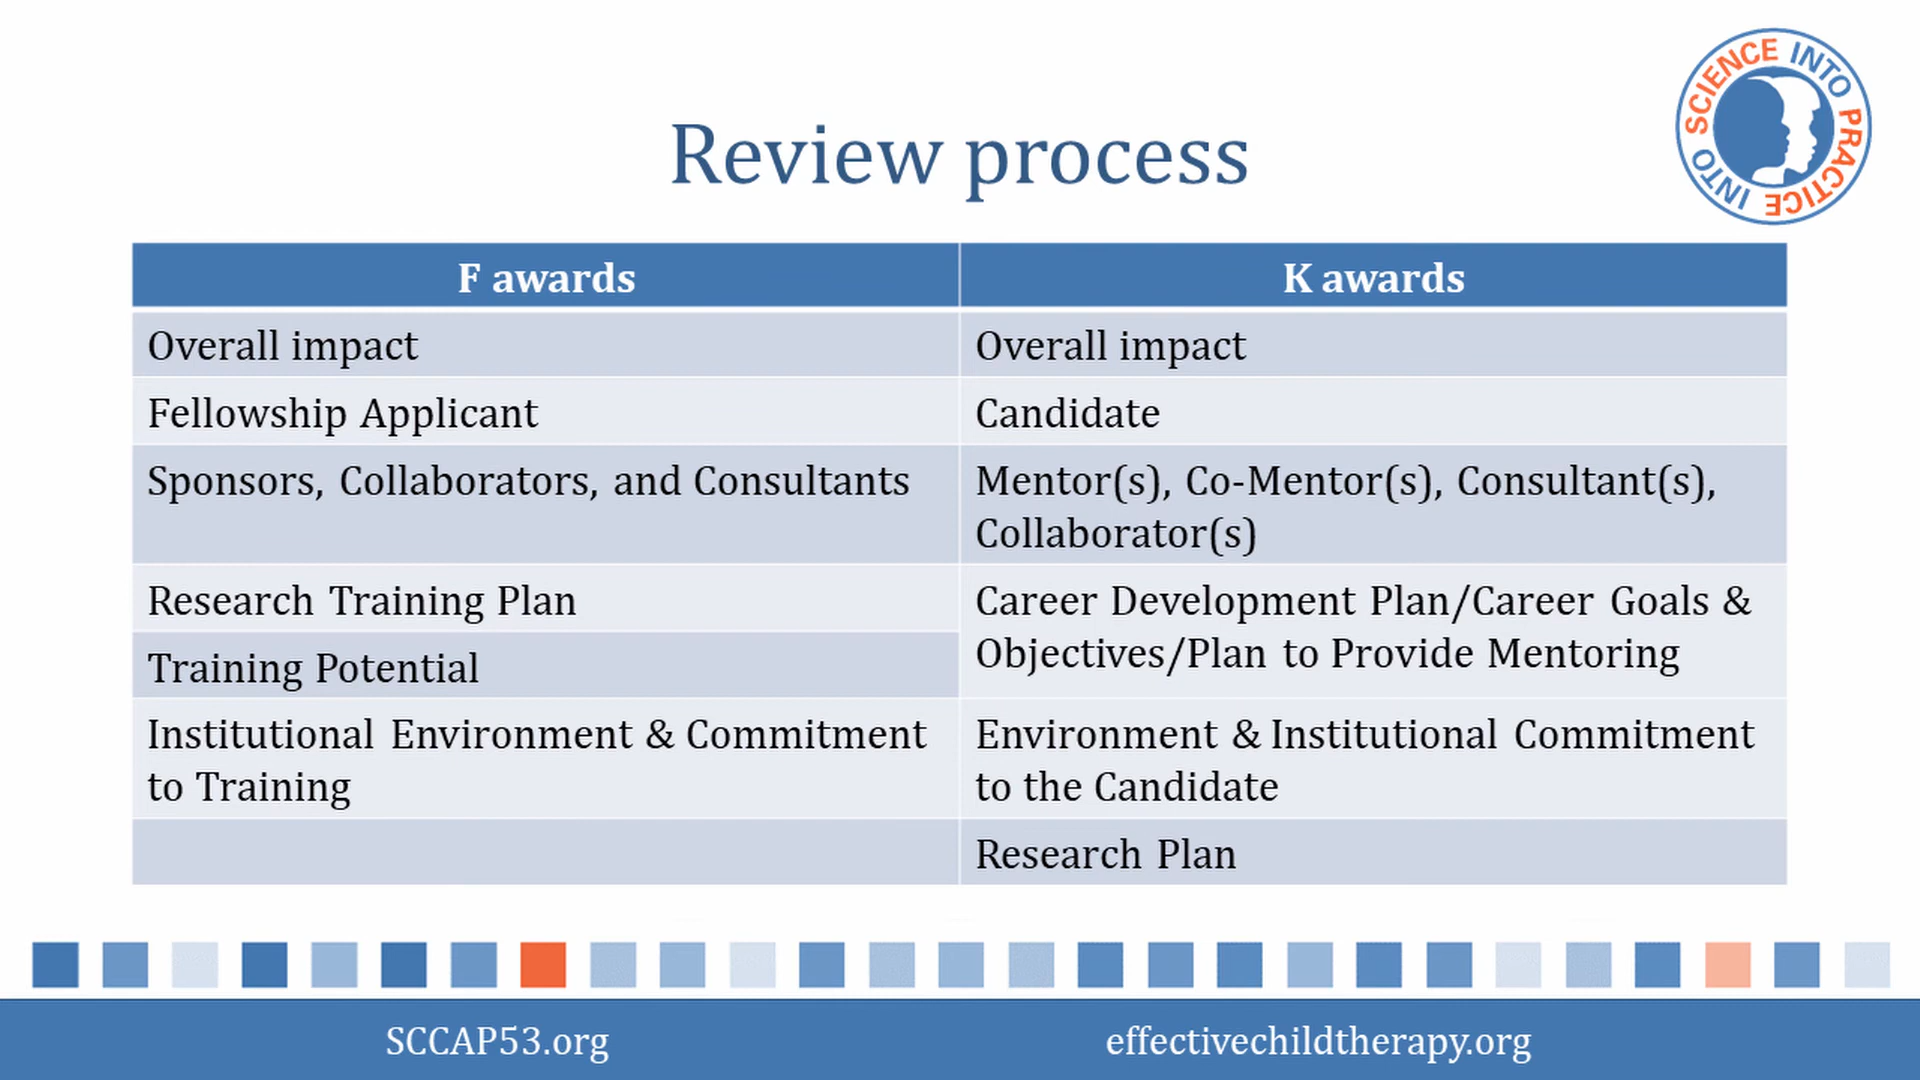 SCIENCE INTO PRACTICE INTO
Review process
F awards
K awards
Overall impact
Overall impact
Fellowship Applicant
Candidate
Sponsors, Collaborators, and Consultants
Mentor(s), Co-Mentor(s), Consultant(s),
Collaborator(s)
Research Training Plan
Career Development Plan/Career Goals &
Objectives/Plan to Provide Mentoring
Training Potential
Institutional Environment & Commitment
to Training
Environment & Institutional Commitment
to the Candidate
Research Plan
SCCAP53.org
effectivechildtherapy.org